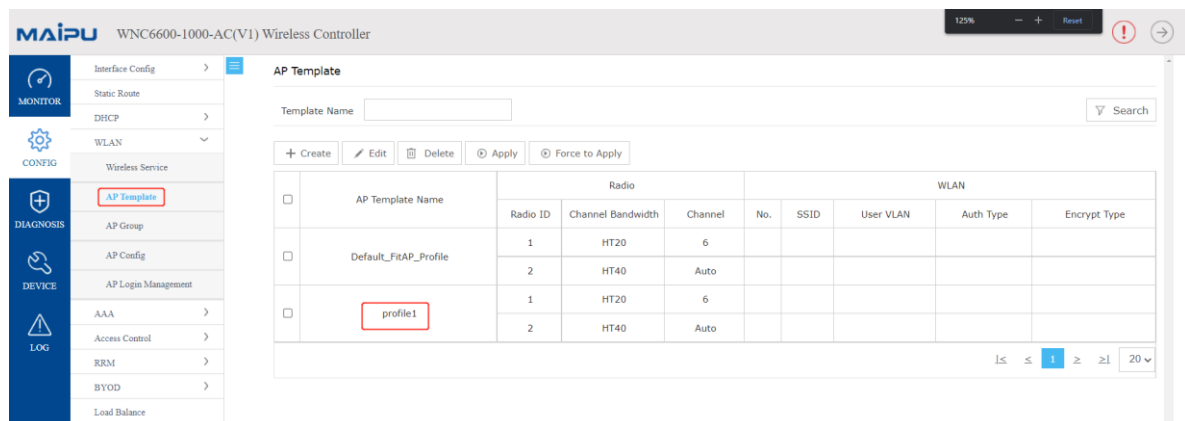 MAIPU WNC6600-1000-AC(V1) Wireless Controller
125% — + Reset
MONITOR
CONFIG
DIAGNOSIS
DEVICE
LOG
Interface Config
Static Route
DHCP
WLAN
Wireless Service
AP Template
AP Group
AP Config
AP Login Management
AAA
Access Control
RRM
BYOD
Load Balance
AP Template
Template Name Search
+ Create Edit Delete Apply Force to Apply
AP Template Name Radio WLAN
Radio ID Channel Bandwidth Channel No. SSID User VLAN Auth Type Encrypt Type
Default_FitAP_Profile
1 HT20 6
2 HT40 Auto
profile1
1 HT20 6
2 HT40 Auto
|< < 1 > >| 20